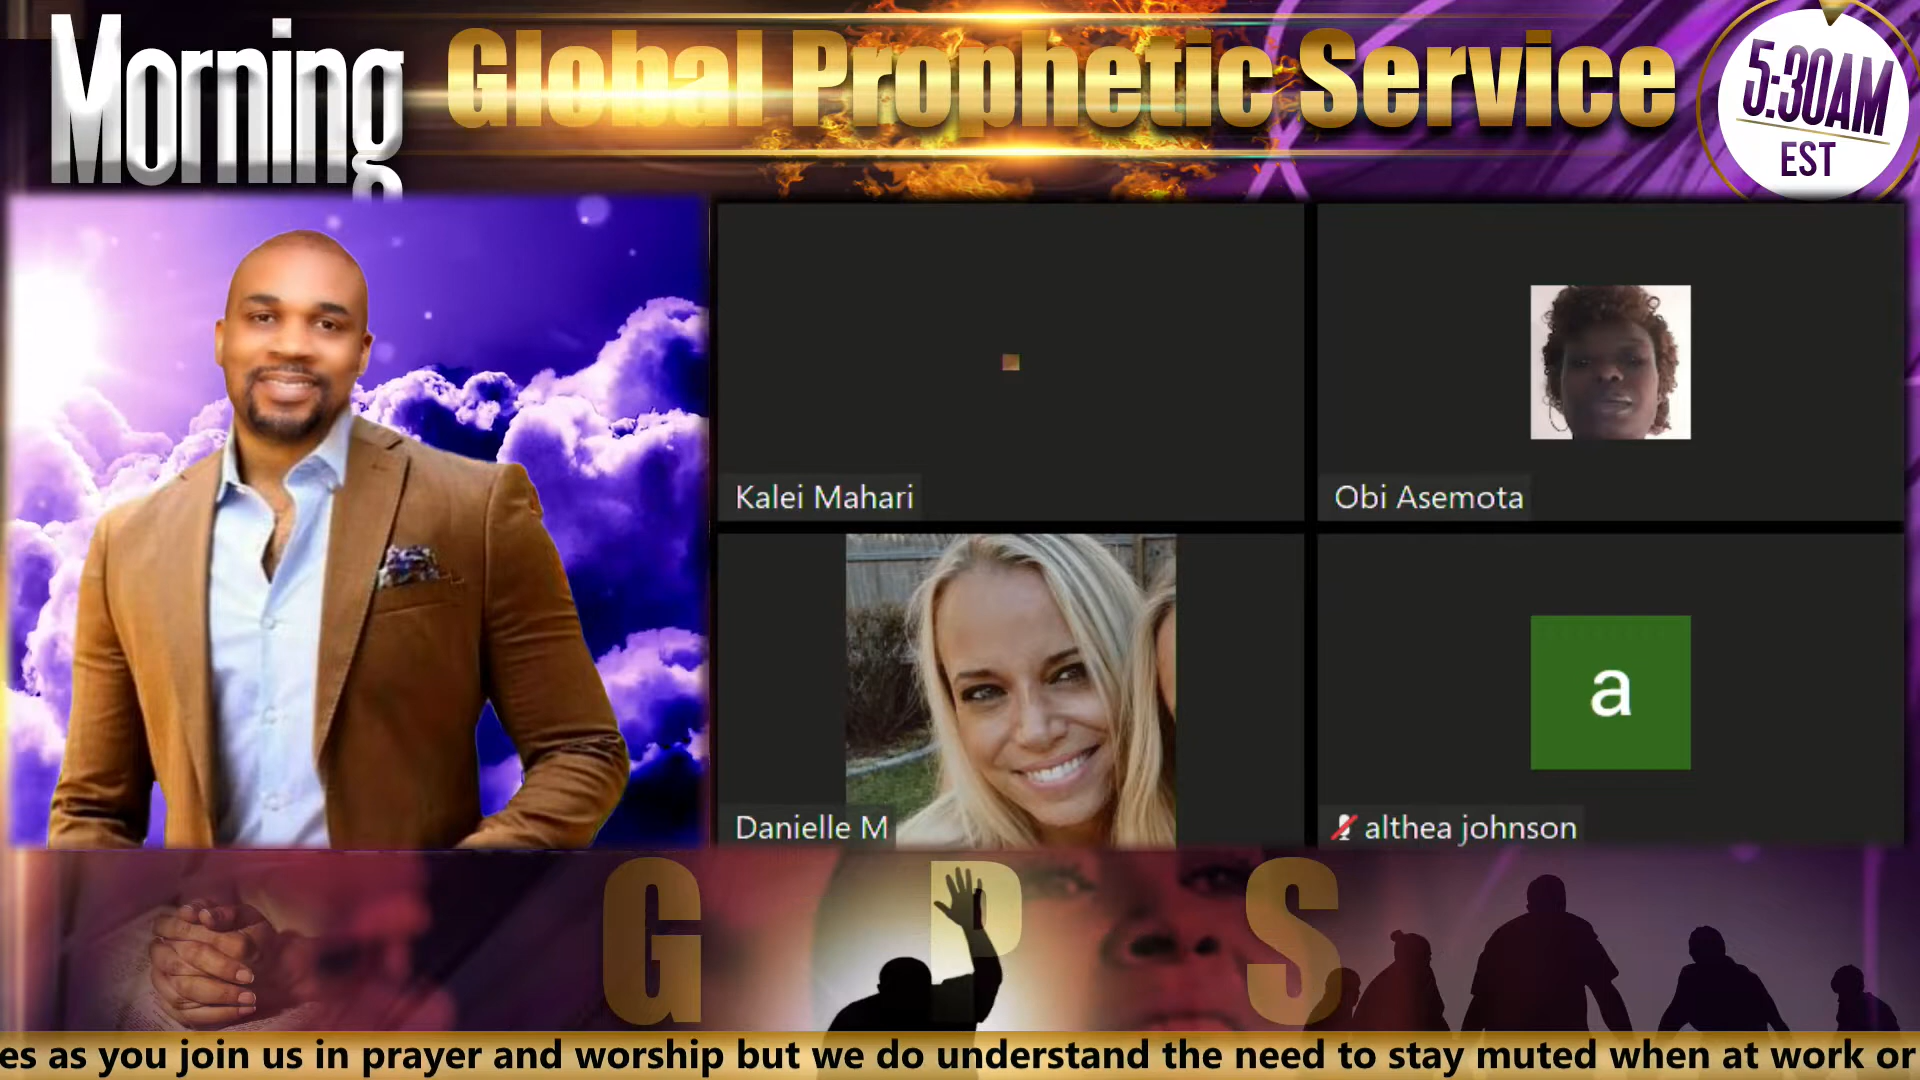 Morning
Global Prophetic Service
5:30AM
EST
Kalei Mahari
Obi Asemota
Danielle M
a
althea johnson
G P S
es as you join us in prayer and worship but we do understand the need to stay muted when at work or